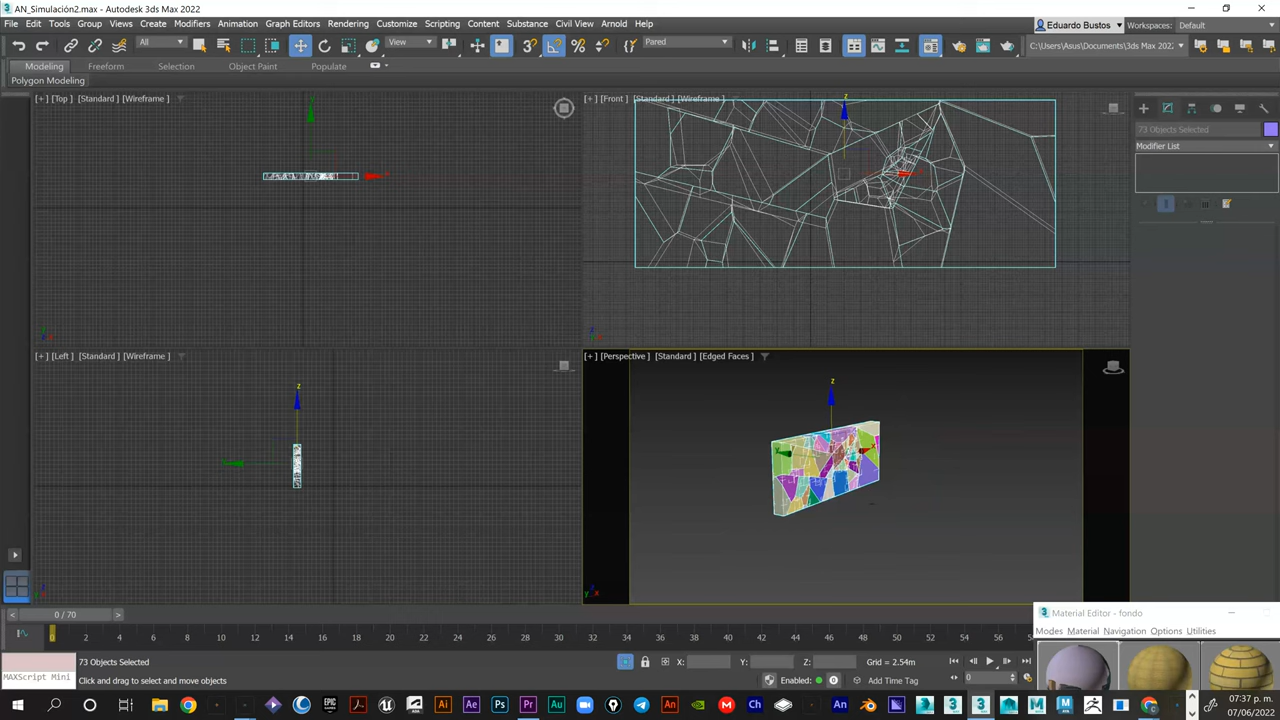 AN_Simulación2.max - Autodesk 3ds Max 2022
File Edit Tools Group Views Create Modifiers Animation Graph Editors Rendering Customize Scripting Content Substance Civil View Arnold Help
Eduardo Bustos Workspaces: Default
All View Pared C:\Users\Asus\Documents\3ds Max 2022
Modeling Freeform Selection Object Paint Populate
Polygon Modeling
[+] [Top] [Standard] [Wireframe]
[+] [Front] [Standard] [Wireframe]
73 Objects Selected
Modifier List
[+] [Left] [Standard] [Wireframe]
[+] [Perspective] [Standard] [Edged Faces]
0 / 70
0 2 4 6 8 10 12 14 16 18 20 22 24 26 28 30 32 34 36 38 40 42 44 46 48 50 52 54 56 58
Material Editor - fondo
Modes Material Navigation Options Utilities
73 Objects Selected
X: Y: Z: Grid = 2.54m
MAXScript Mini
Click and drag to select and move objects
Enabled: Add Time Tag
0
07:37 p. m.
07/06/2022